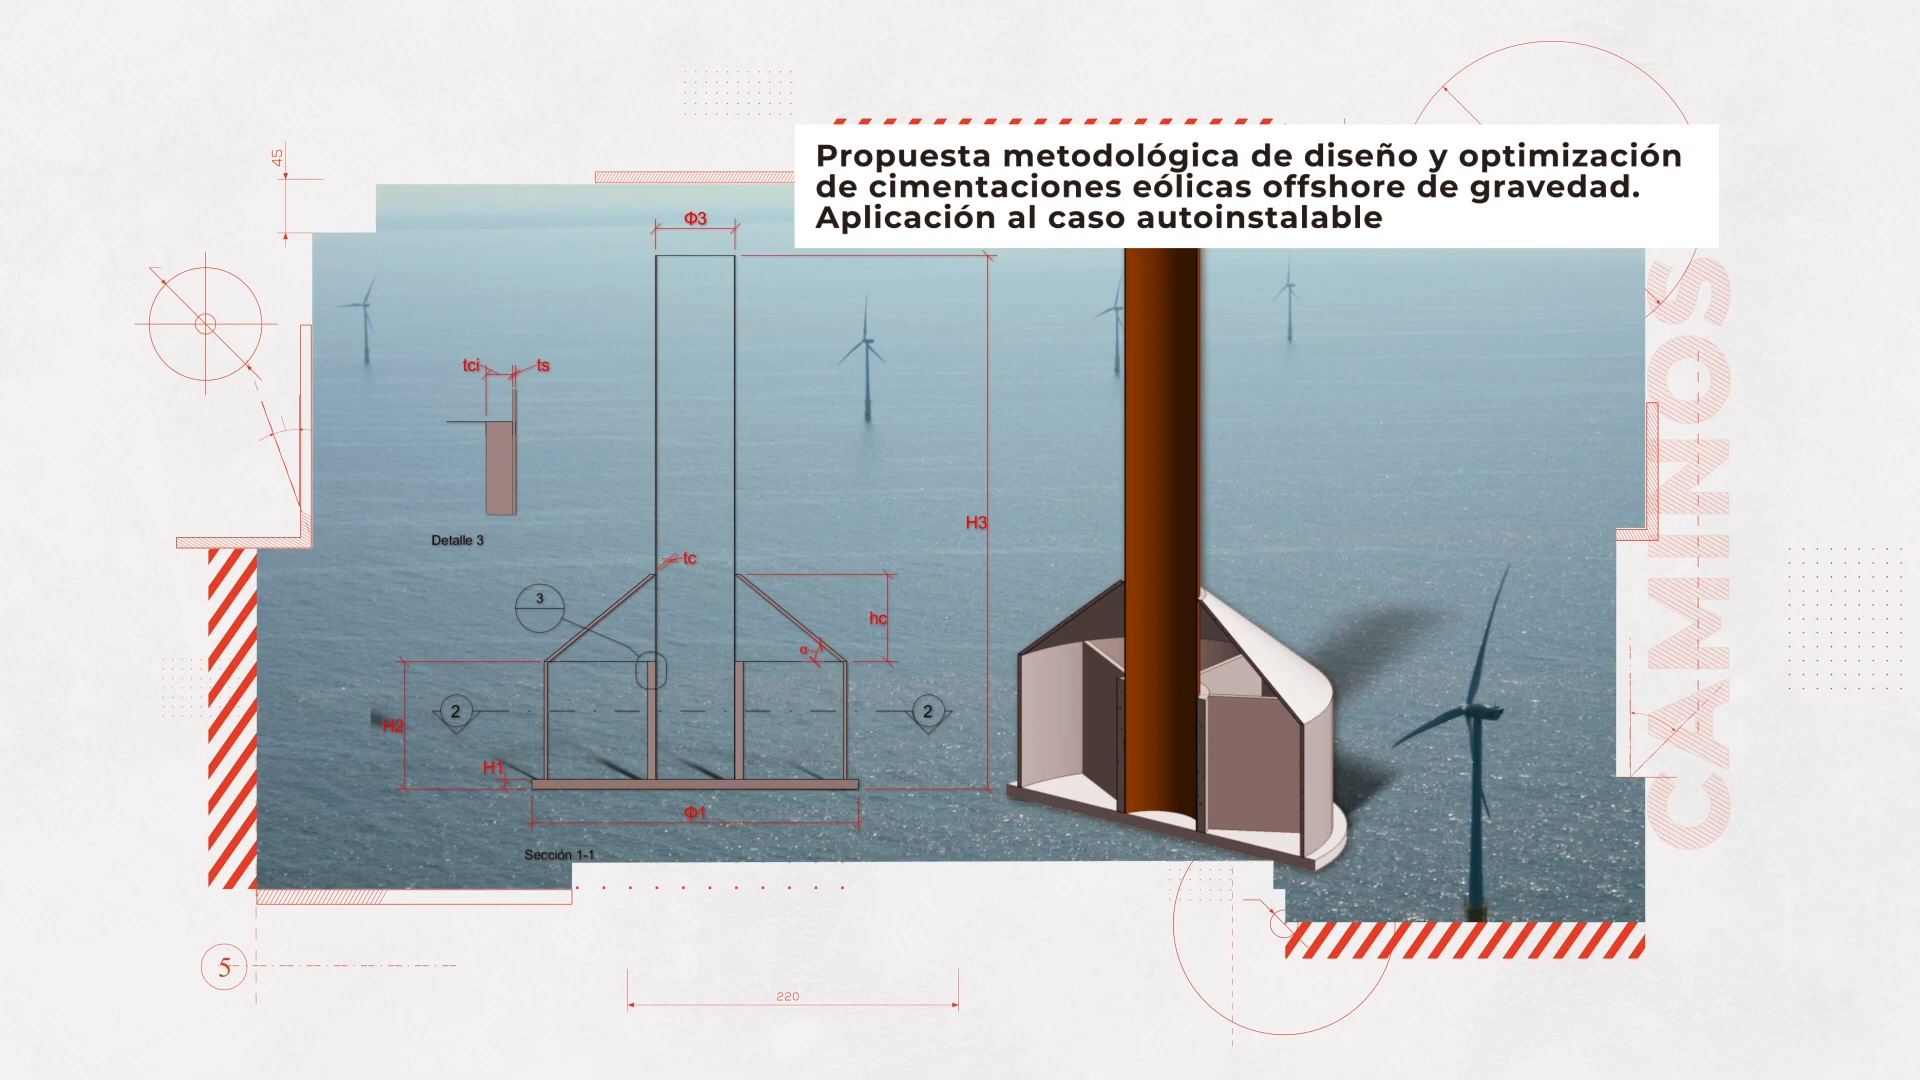 Propuesta metodológica de diseño y optimización
de cimentaciones eólicas offshore de gravedad.
Aplicación al caso autoinstalable
45
Φ3
tci
ts
Detalle 3
H3
tc
3
hc
α
2
2
H2
H1
Φ1
Sección 1-1
5
220
CAMINOS